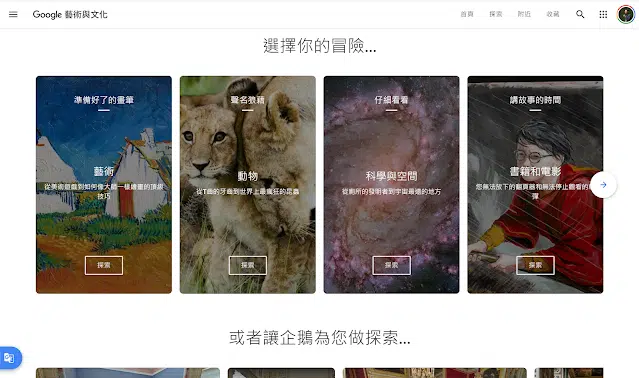 Google 藝術與文化
首頁 探索 附近 收藏
選擇你的冒險...
準備好了的畫筆
藝術
從美術遊戲到如何像大師一樣繪畫的頂級
技巧
探索
聲名狼藉
動物
從T霸的牙齒到世界上最瘋狂的昆蟲
探索
仔細看看
科學與空間
從廁所的發明者到宇宙最遠的地方
探索
講故事的時間
書籍和電影
您無法放下的翻頁器和無法停止觀看的
彈
探索
或者讓企鵝為您做探索...